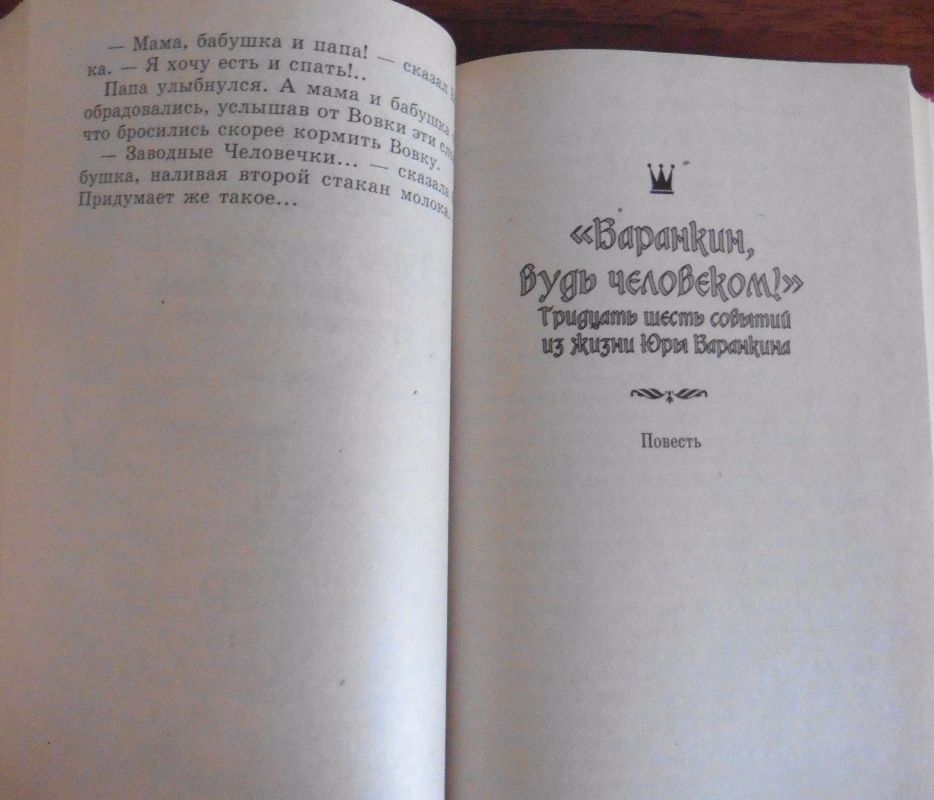 — Мама, бабушка и папа! — сказал
ка. — Я хочу есть и спать!..
Папа улыбнулся. А мама и бабушка
обрадовались, услышав от Вовки эти
что бросились скорее кормить Вовку.
— Заводные Человечки... — сказала
бушка, наливая второй стакан молока.
Придумает же такое...
«Баранкин,
будь человеком!»
Тридцать шесть событий
из жизни Юры Баранкина
Повесть